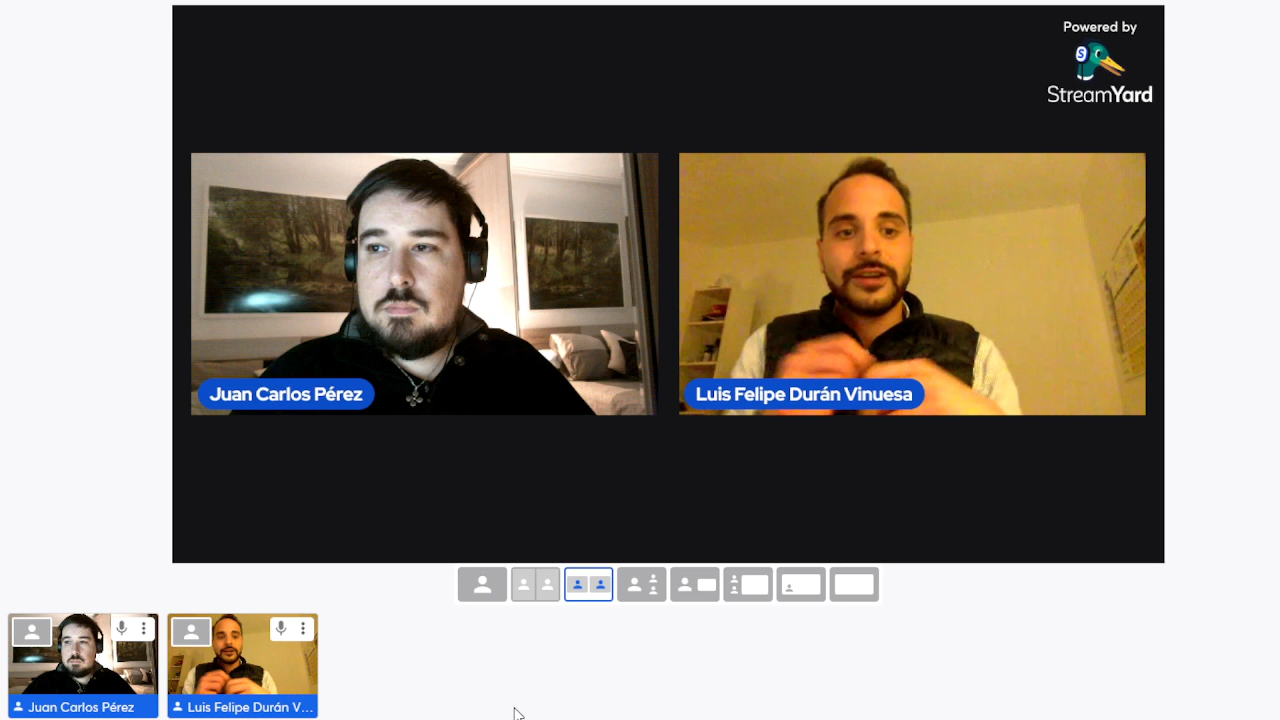 Powered by
S
StreamYard
Juan Carlos Pérez
Luis Felipe Durán Vinuesa
Juan Carlos Pérez
Luis Felipe Durán V...